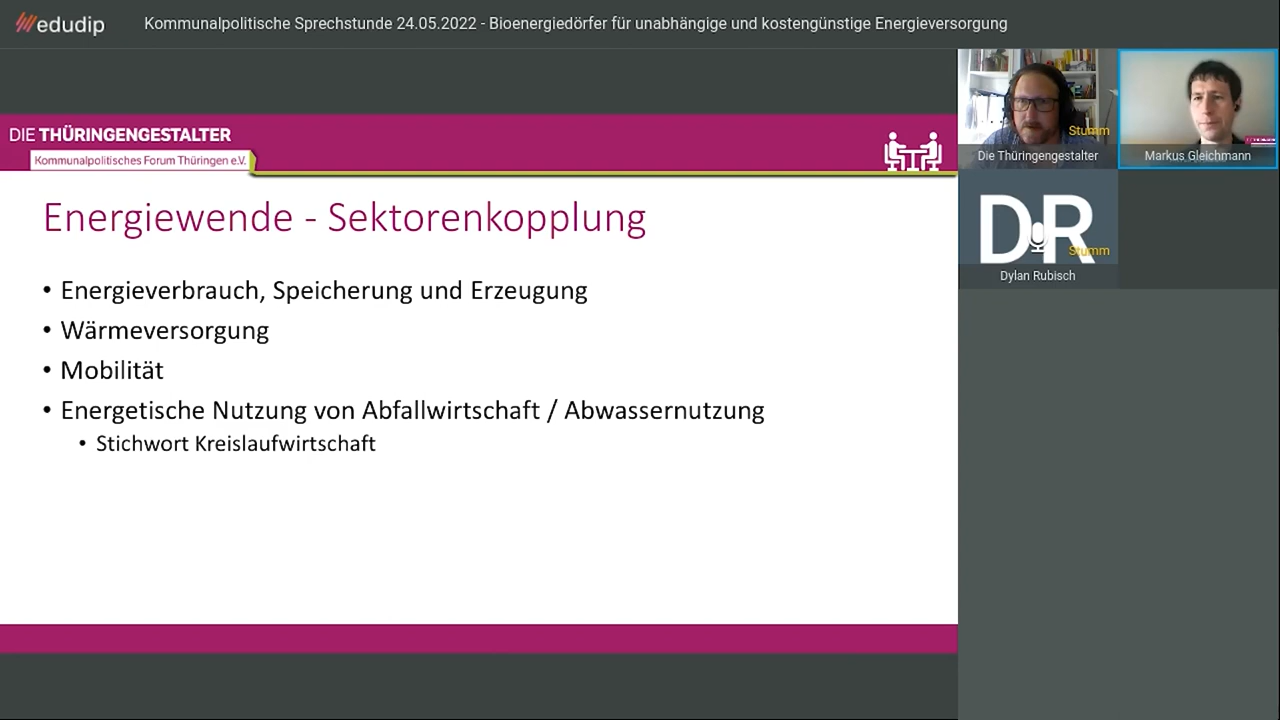 edudip
Kommunalpolitische Sprechstunde 24.05.2022 - Bioenergiedörfer für unabhängige und kostengünstige Energieversorgung
DIE THÜRINGENGESTALTER
Kommunalpolitisches Forum Thüringen e.V.
Energiewende - Sektorenkopplung
• Energieverbrauch, Speicherung und Erzeugung
• Wärmeversorgung
• Mobilität
• Energetische Nutzung von Abfallwirtschaft / Abwassernutzung
• Stichwort Kreislaufwirtschaft
Stumm
Die Thüringengestalter
Markus Gleichmann
DR
Stumm
Dylan Rubisch